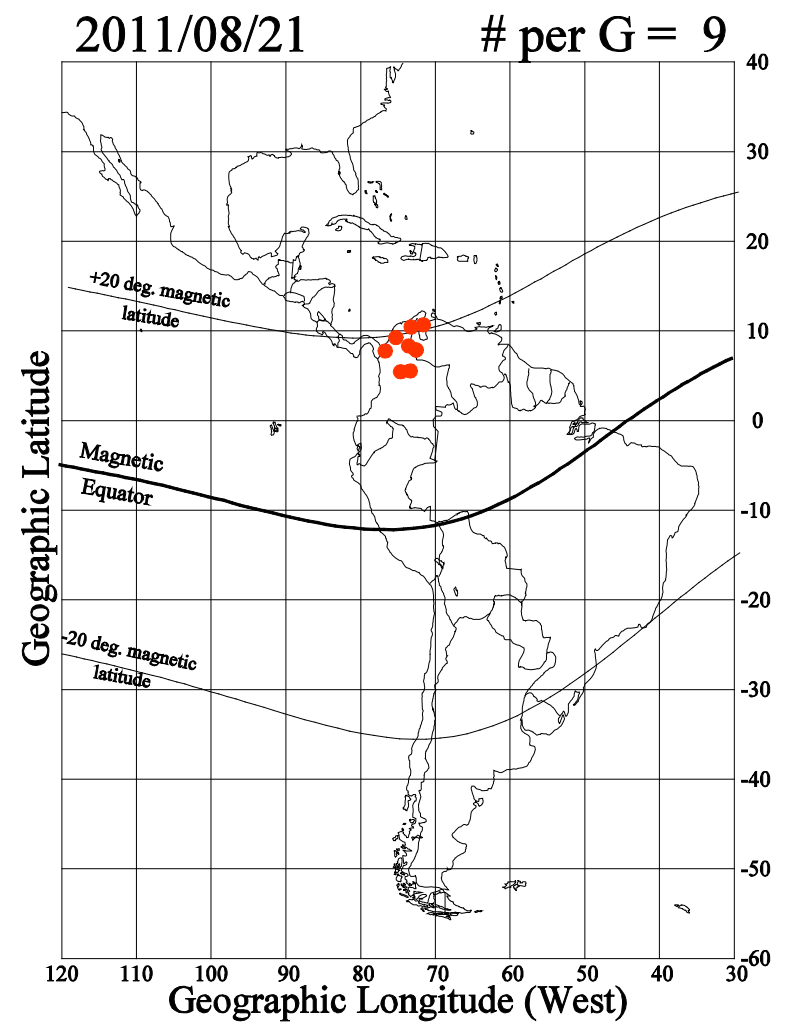 2011/08/21
# per G = 9
40
30
20
10
0
-10
-20
-30
-40
-50
-60
+20 deg. magnetic
latitude
Magnetic
Equator
-20 deg. magnetic
latitude
Geographic Latitude
120 110 100 90 80 70 60 50 40 30
Geographic Longitude (West)